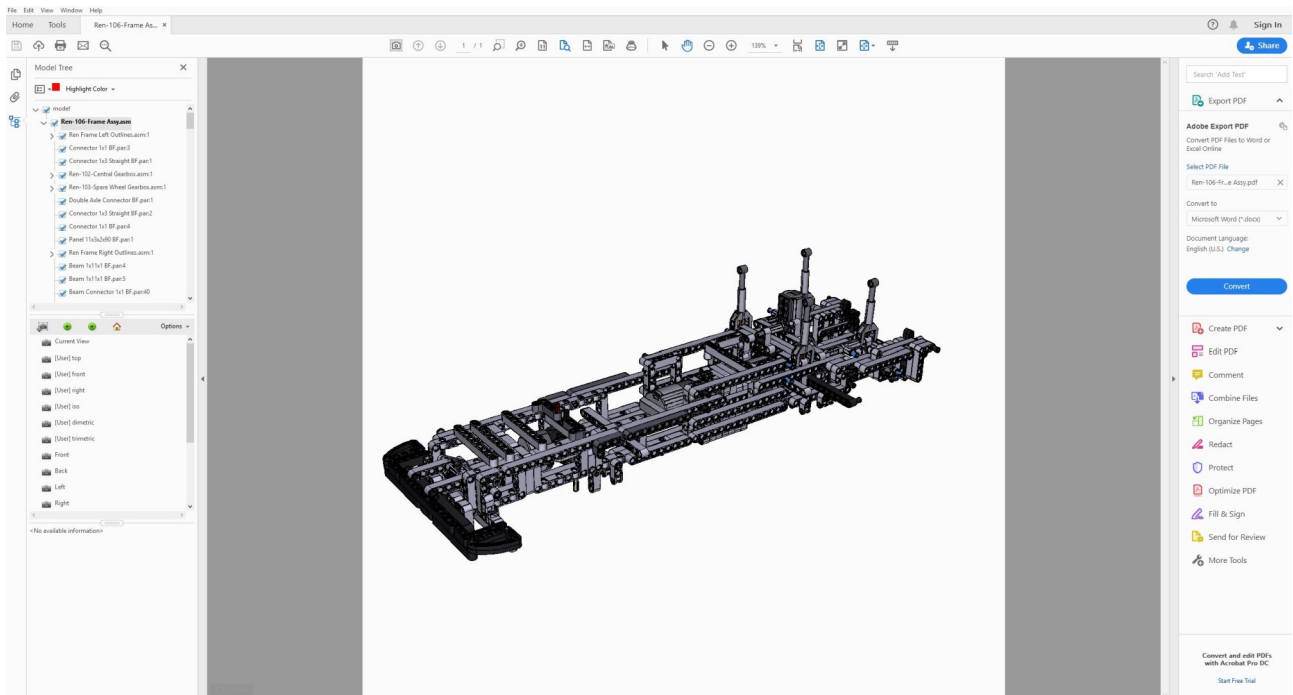 File Edit View Window Help
Home Tools Ren-106-Frame As... × Sign In
1 / 1 139% Share
Model Tree
Highlight Color
model
Ren-106-Frame Assy.asm
Ren Frame Left Outlines.asm:1
Connector 1x1 BF.par:3
Connector 1x3 Straight BF.par:1
Ren-102-Central Gearbox.asm:1
Ren-103-Spare Wheel Gearbox.asm:1
Double Axle Connector BF.par:1
Connector 1x3 Straight BF.par:2
Connector 1x1 BF.par:4
Panel 11x3x2x90 BF.par:1
Ren Frame Right Outlines.asm:1
Beam 1x11x1 BF.par:4
Beam 1x11x1 BF.par:5
Beam Connector 1x1 BF.par:40
Options
Current View
[User] top
[User] front
[User] right
[User] iso
[User] dimetric
[User] trimetric
Front
Back
Left
Right
<No available information>
Search 'Add Text'
Export PDF
Adobe Export PDF
Convert PDF Files to Word or
Excel Online
Select PDF File
Ren-106-Fr...e Assy.pdf
Convert to
Microsoft Word (*.docx)
Document Language:
English (U.S.) Change
Convert
Create PDF
Edit PDF
Comment
Combine Files
Organize Pages
Redact
Protect
Optimize PDF
Fill & Sign
Send for Review
More Tools
Convert and edit PDFs
with Acrobat Pro DC
Start Free Trial